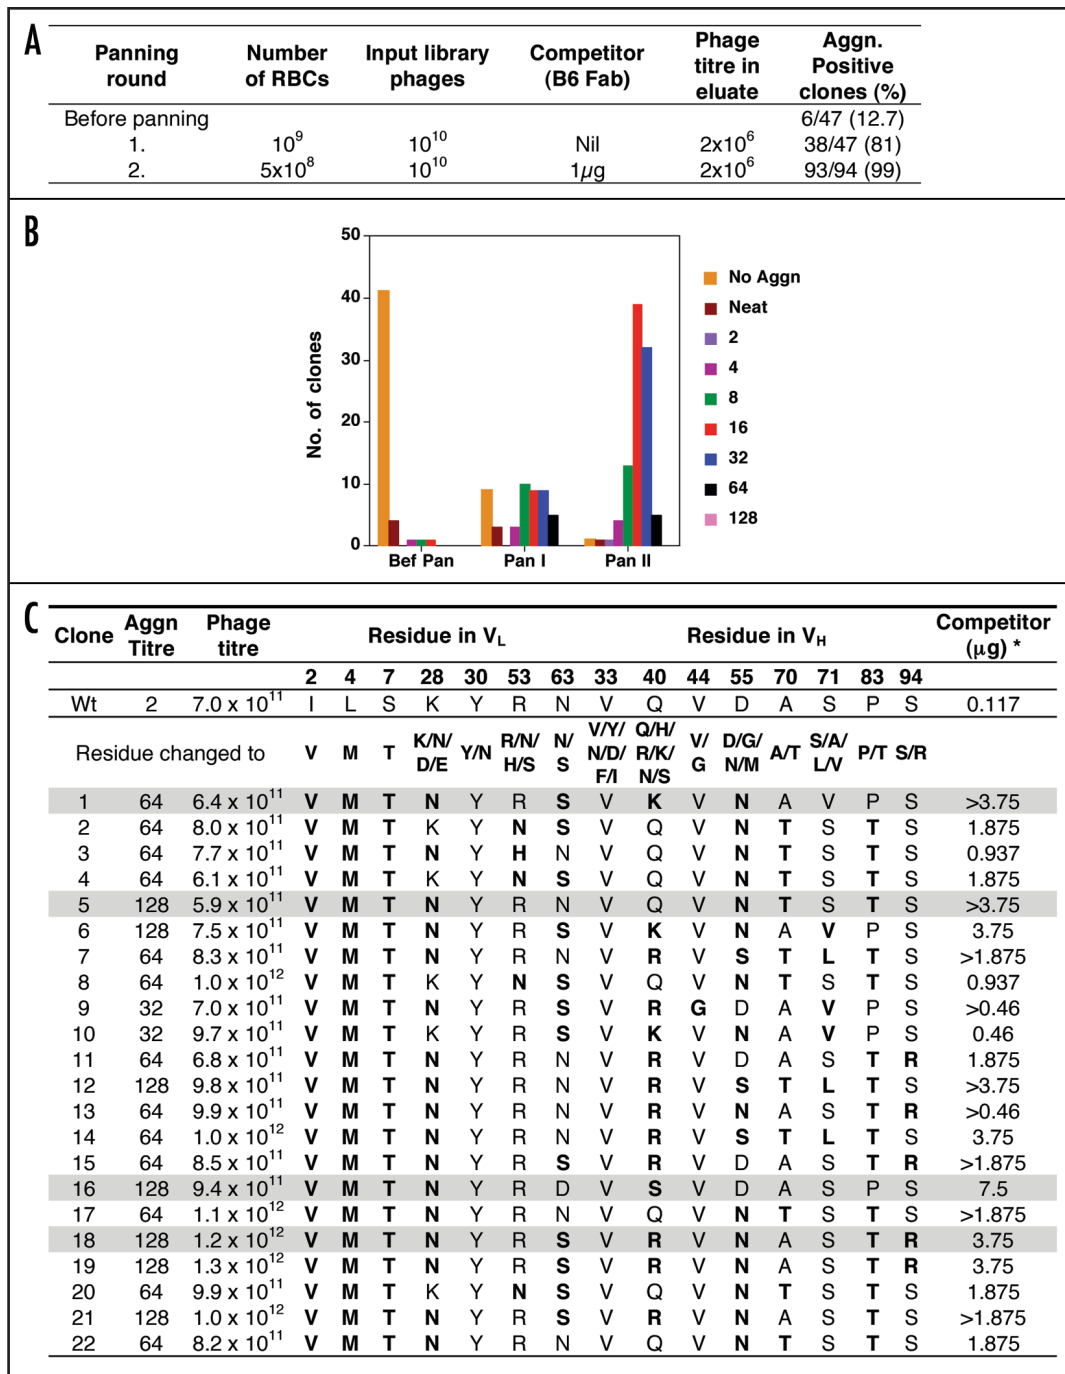 A
Panning round Number of RBCs Input library phages Competitor (B6 Fab) Phage titre in eluate Aggn. Positive clones (%)
Before panning 6/47 (12.7)
1. 10⁹ 10¹⁰ Nil 2x10⁶ 38/47 (81)
2. 5x10⁸ 10¹⁰ 1µg 2x10⁶ 93/94 (99)
B
No. of clones
50
40
30
20
10
0
Bef Pan Pan I Pan II
No Aggn
Neat
2
4
8
16
32
64
128
C
Clone Aggn Titre Phage titre Residue in V_L Residue in V_H Competitor (µg) *
2 4 7 28 30 53 63 33 40 44 55 70 71 83 94
Wt 2 7.0 x 10¹¹ I L S K Y R N V Q V D A S P S 0.117
Residue changed to V M T K/N/D/E Y/N R/N/H/S N/S V/Y/N/D/F/I Q/H/R/K/N/S V/G D/G/N/M A/T S/A/L/V P/T S/R
1 64 6.4 x 10¹¹ V M T N Y R S V K V N A V P S >3.75
2 64 8.0 x 10¹¹ V M T K Y N S V Q V N T S T S 1.875
3 64 7.7 x 10¹¹ V M T N Y H N V Q V N T S T S 0.937
4 64 6.1 x 10¹¹ V M T K Y N S V Q V N T S T S 1.875
5 128 5.9 x 10¹¹ V M T N Y R N V Q V N T S T S >3.75
6 128 7.5 x 10¹¹ V M T N Y R S V K V N A V P S 3.75
7 64 8.3 x 10¹¹ V M T N Y R N V R V S T L T S >1.875
8 64 1.0 x 10¹² V M T K Y N S V Q V N T S T S 0.937
9 32 7.0 x 10¹¹ V M T N Y R S V R G D A V P S >0.46
10 32 9.7 x 10¹¹ V M T K Y R S V K V N A V P S 0.46
11 64 6.8 x 10¹¹ V M T N Y R N V R V D A S T R 1.875
12 128 9.8 x 10¹¹ V M T N Y R N V R V S T L T S >3.75
13 64 9.9 x 10¹¹ V M T N Y R N V R V N A S T R >0.46
14 64 1.0 x 10¹² V M T N Y R N V R V S T L T S 3.75
15 64 8.5 x 10¹¹ V M T N Y R S V R V D A S T R >1.875
16 128 9.4 x 10¹¹ V M T N Y R D V S V D A S P S 7.5
17 64 1.1 x 10¹² V M T N Y R N V Q V N T S T S >1.875
18 128 1.2 x 10¹² V M T N Y R S V R V N A S T R 3.75
19 128 1.3 x 10¹² V M T N Y R S V R V N A S T R 3.75
20 64 9.9 x 10¹¹ V M T K Y N S V Q V N T S T S 1.875
21 128 1.0 x 10¹² V M T N Y R S V R V N A S T S >1.875
22 64 8.2 x 10¹¹ V M T N Y R N V Q V N T S T S 1.875